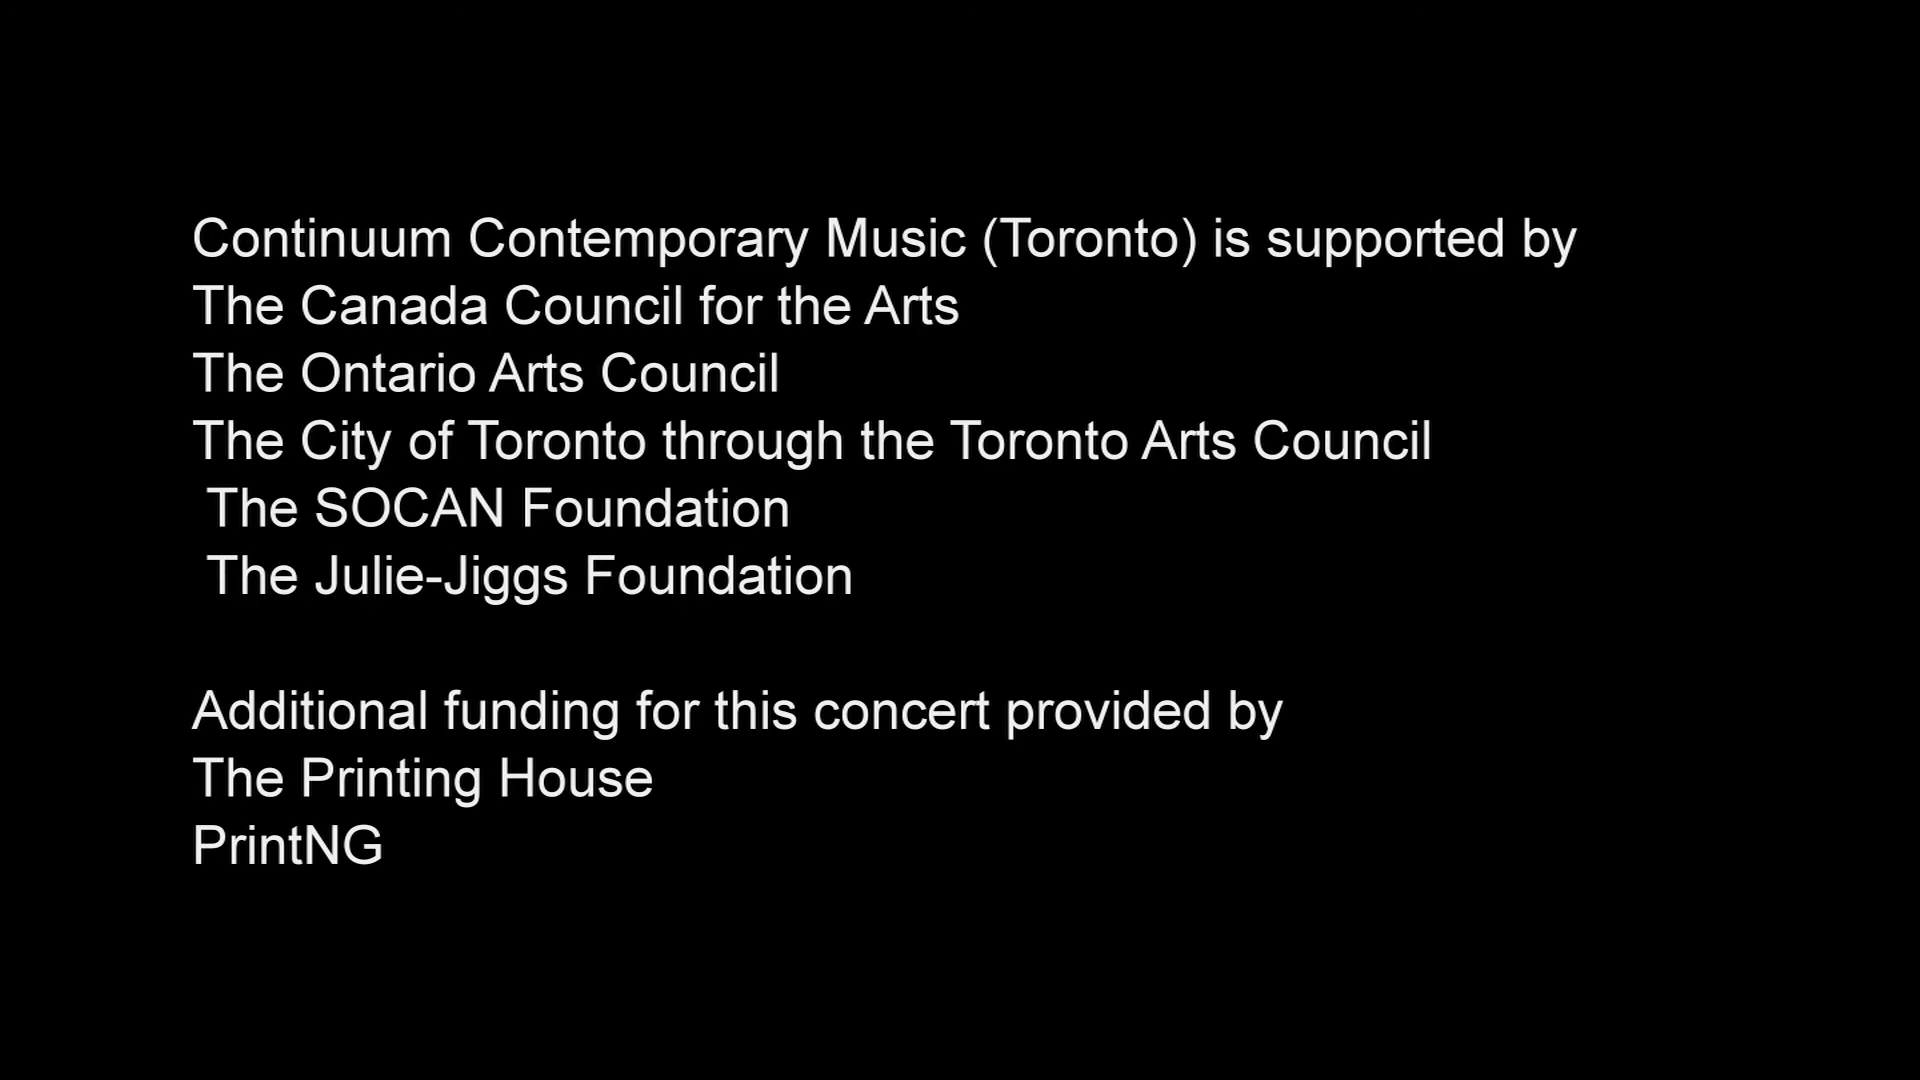 Continuum Contemporary Music (Toronto) is supported by
The Canada Council for the Arts
The Ontario Arts Council
The City of Toronto through the Toronto Arts Council
The SOCAN Foundation
The Julie-Jiggs Foundation
Additional funding for this concert provided by
The Printing House
PrintNG